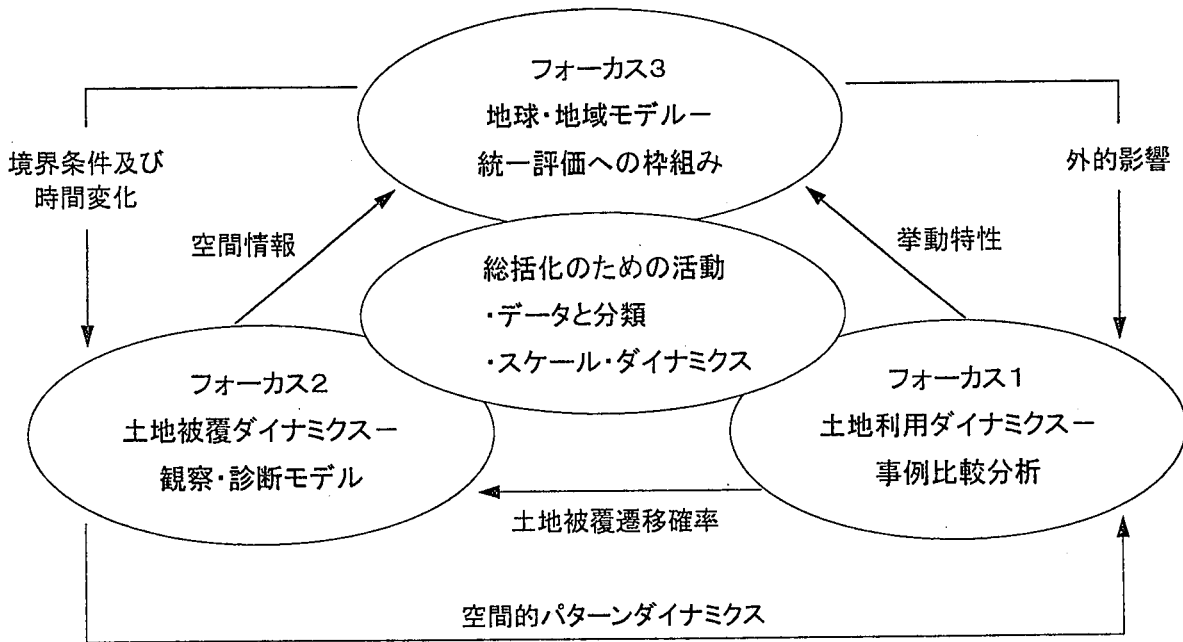 フォーカス3
地球・地域モデルー
統一評価への枠組み
境界条件及び
時間変化
外的影響
空間情報
挙動特性
総括化のための活動
・データと分類
・スケール・ダイナミクス
フォーカス2
土地被覆ダイナミクスー
観察・診断モデル
フォーカス1
土地利用ダイナミクスー
事例比較分析
土地被覆遷移確率
空間的パターンダイナミクス